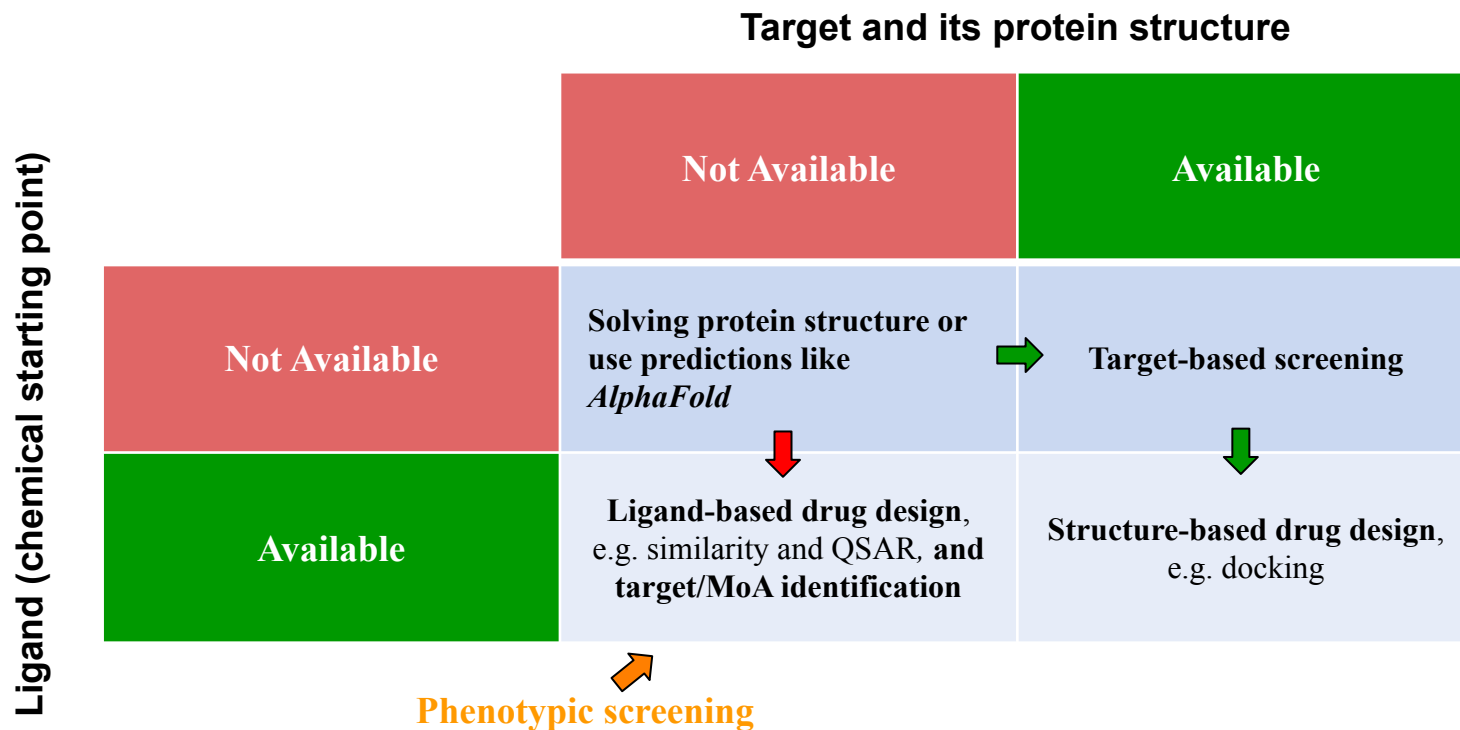 Target and its protein structure
Ligand (chemical starting point)
Not Available
Available
Not Available
Solving protein structure or
use predictions like
AlphaFold
Target-based screening
Available
Ligand-based drug design,
e.g. similarity and QSAR, and
target/MoA identification
Structure-based drug design,
e.g. docking
Phenotypic screening